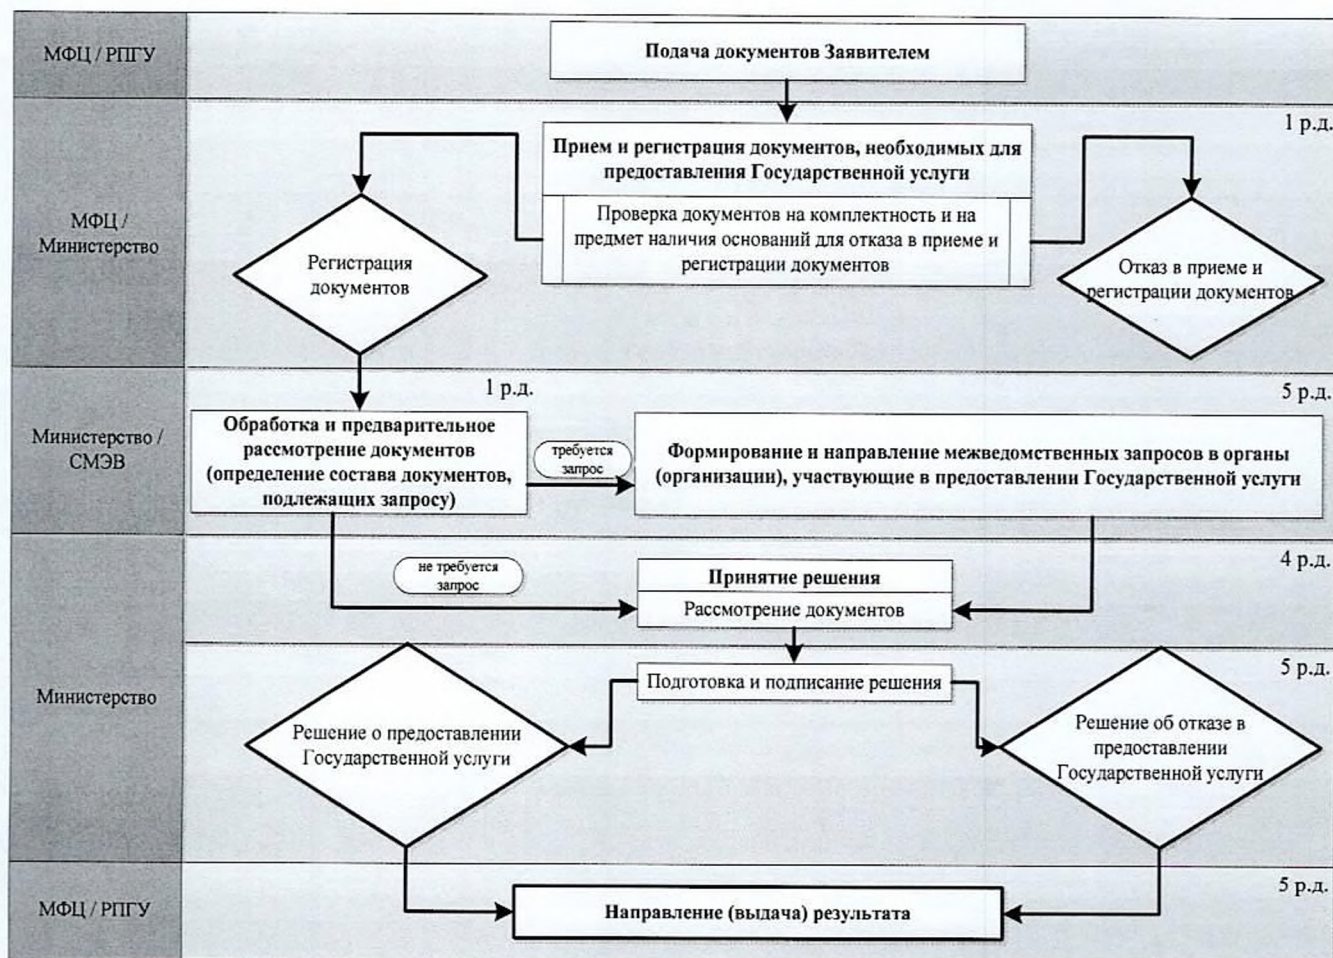 МФЦ / РПГУ
Подача документов Заявителем
1 р.д.
МФЦ /
Министерство
Прием и регистрация документов, необходимых для
предоставления Государственной услуги
Проверка документов на комплектность и на
предмет наличия оснований для отказа в приеме и
регистрации документов
Регистрация
документов
Отказ в приеме и
регистрации документов
1 р.д.
5 р.д.
Министерство /
СМЭВ
Обработка и предварительное
рассмотрение документов
(определение состава документов,
подлежащих запросу)
требуется
запрос
Формирование и направление межведомственных запросов в органы
(организации), участвующие в предоставлении Государственной услуги
4 р.д.
не требуется
запрос
Принятие решения
Рассмотрение документов
5 р.д.
Министерство
Подготовка и подписание решения
Решение о предоставлении
Государственной услуги
Решение об отказе в
предоставлении
Государственной услуги
5 р.д.
МФЦ / РПГУ
Направление (выдача) результата